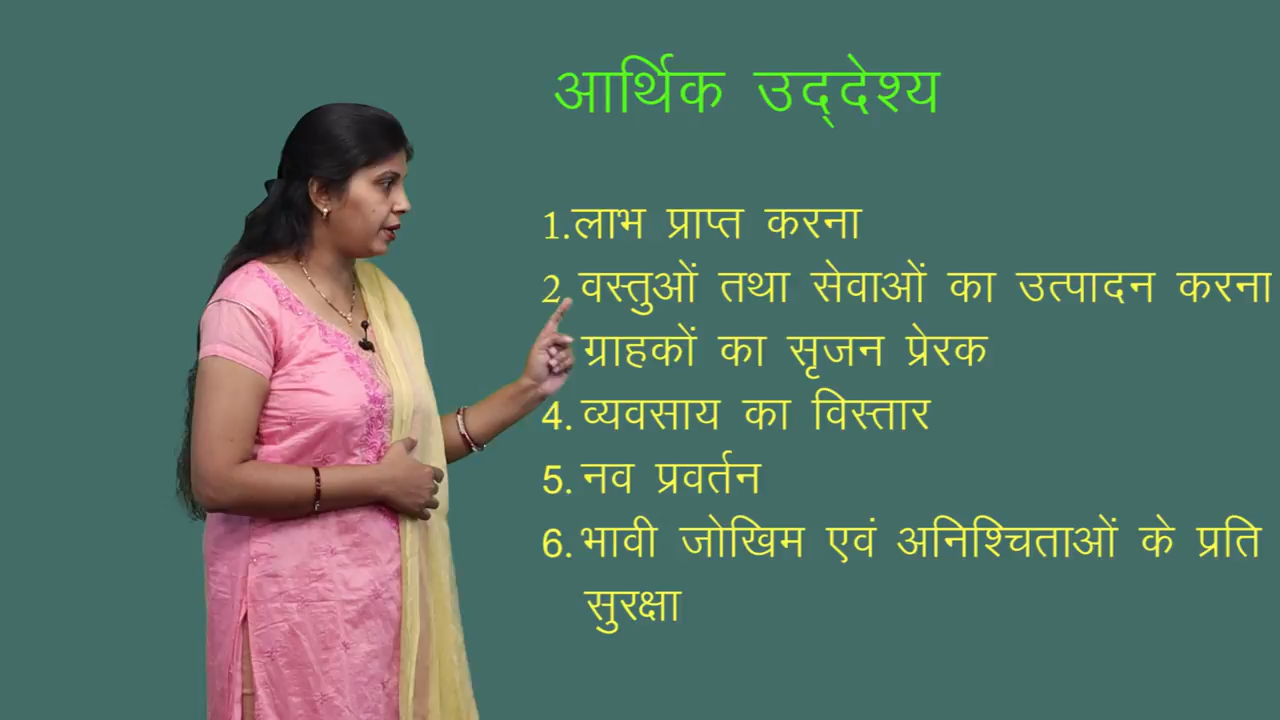 आर्थिक उद्देश्य
1.लाभ प्राप्त करना
2. वस्तुओं तथा सेवाओं का उत्पादन करना
ग्राहकों का सृजन प्रेरक
4. व्यवसाय का विस्तार
5. नव प्रवर्तन
6. भावी जोखिम एवं अनिश्चिताओं के प्रति
सुरक्षा